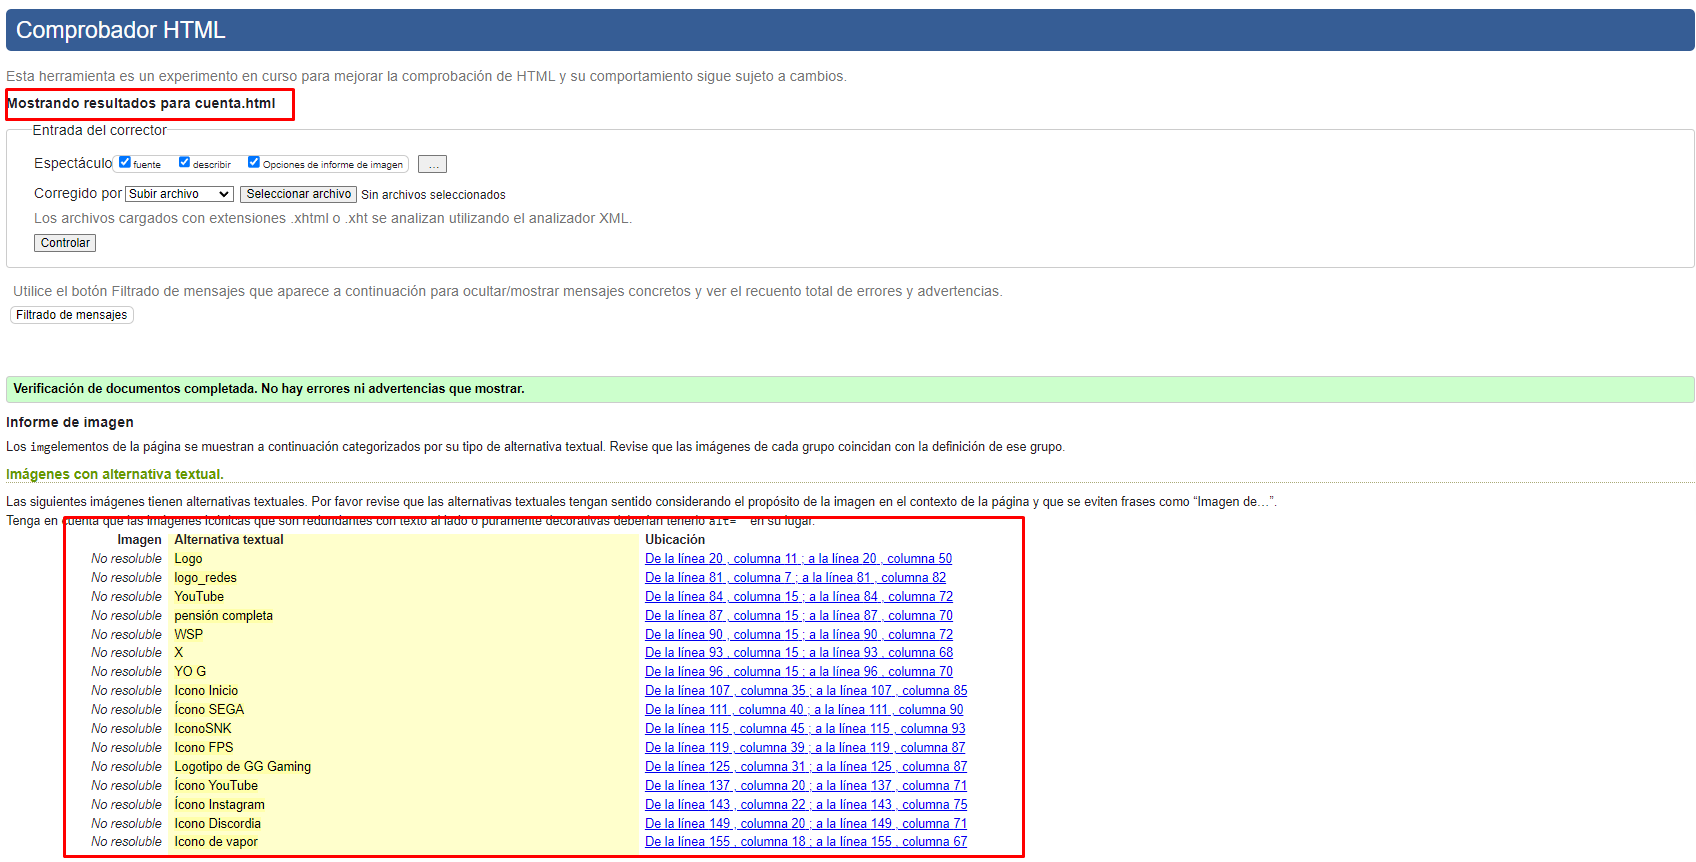 Comprobador HTML
Esta herramienta es un experimento en curso para mejorar la comprobación de HTML y su comportamiento sigue sujeto a cambios.
Mostrando resultados para cuenta.html
Entrada del corrector
Espectáculo fuente describir Opciones de informe de imagen ...
Corregido por Subir archivo Seleccionar archivo Sin archivos seleccionados
Los archivos cargados con extensiones .xhtml o .xht se analizan utilizando el analizador XML.
Controlar
Utilice el botón Filtrado de mensajes que aparece a continuación para ocultar/mostrar mensajes concretos y ver el recuento total de errores y advertencias.
Filtrado de mensajes
Verificación de documentos completada. No hay errores ni advertencias que mostrar.
Informe de imagen
Los imgelementos de la página se muestran a continuación categorizados por su tipo de alternativa textual. Revise que las imágenes de cada grupo coincidan con la definición de ese grupo.
Imágenes con alternativa textual.
Las siguientes imágenes tienen alternativas textuales. Por favor revise que las alternativas textuales tengan sentido considerando el propósito de la imagen en el contexto de la página y que se eviten frases como “Imagen de…”.
Tenga en cuenta que las imágenes icónicas que son redundantes con texto al lado o puramente decorativas deberían tenerlo alt="" en su lugar.
Imagen Alternativa textual Ubicación
No resoluble Logo De la línea 20 , columna 11 ; a la línea 20 , columna 50
No resoluble logo_redes De la línea 81 , columna 7 ; a la línea 81 , columna 82
No resoluble YouTube De la línea 84 , columna 15 ; a la línea 84 , columna 72
No resoluble pensión completa De la línea 87 , columna 15 ; a la línea 87 , columna 70
No resoluble WSP De la línea 90 , columna 15 ; a la línea 90 , columna 72
No resoluble X De la línea 93 , columna 15 ; a la línea 93 , columna 68
No resoluble YO G De la línea 96 , columna 15 ; a la línea 96 , columna 70
No resoluble Icono Inicio De la línea 107 , columna 35 ; a la línea 107 , columna 85
No resoluble Ícono SEGA De la línea 111 , columna 40 ; a la línea 111 , columna 90
No resoluble IconoSNK De la línea 115 , columna 45 ; a la línea 115 , columna 93
No resoluble Icono FPS De la línea 119 , columna 39 ; a la línea 119 , columna 87
No resoluble Logotipo de GG Gaming De la línea 125 , columna 31 ; a la línea 125 , columna 87
No resoluble Ícono YouTube De la línea 137 , columna 20 ; a la línea 137 , columna 71
No resoluble Ícono Instagram De la línea 143 , columna 22 ; a la línea 143 , columna 75
No resoluble Icono Discordia De la línea 149 , columna 20 ; a la línea 149 , columna 71
No resoluble Icono de vapor De la línea 155 , columna 18 ; a la línea 155 , columna 67